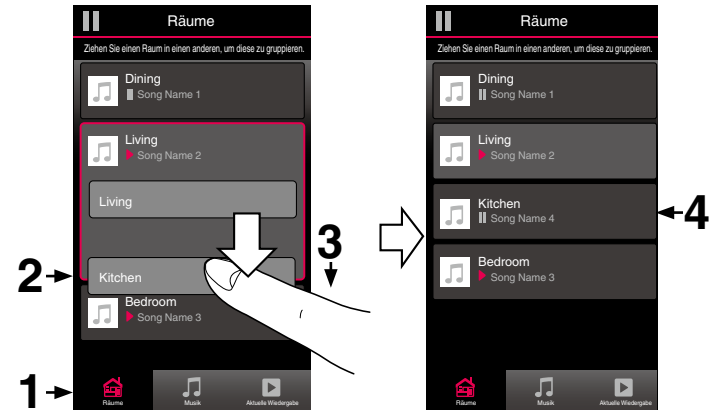 Räume
Ziehen Sie einen Raum in einen anderen, um diese zu gruppieren.
Dining
Song Name 1
Living
Song Name 2
Living
Kitchen
Bedroom
Song Name 3
Räume
Musik
Aktuelle Wiedergabe
1
2
3
Räume
Ziehen Sie einen Raum in einen anderen, um diese zu gruppieren.
Dining
Song Name 1
Living
Song Name 2
Kitchen
Song Name 4
Bedroom
Song Name 3
Räume
Musik
Aktuelle Wiedergabe
4